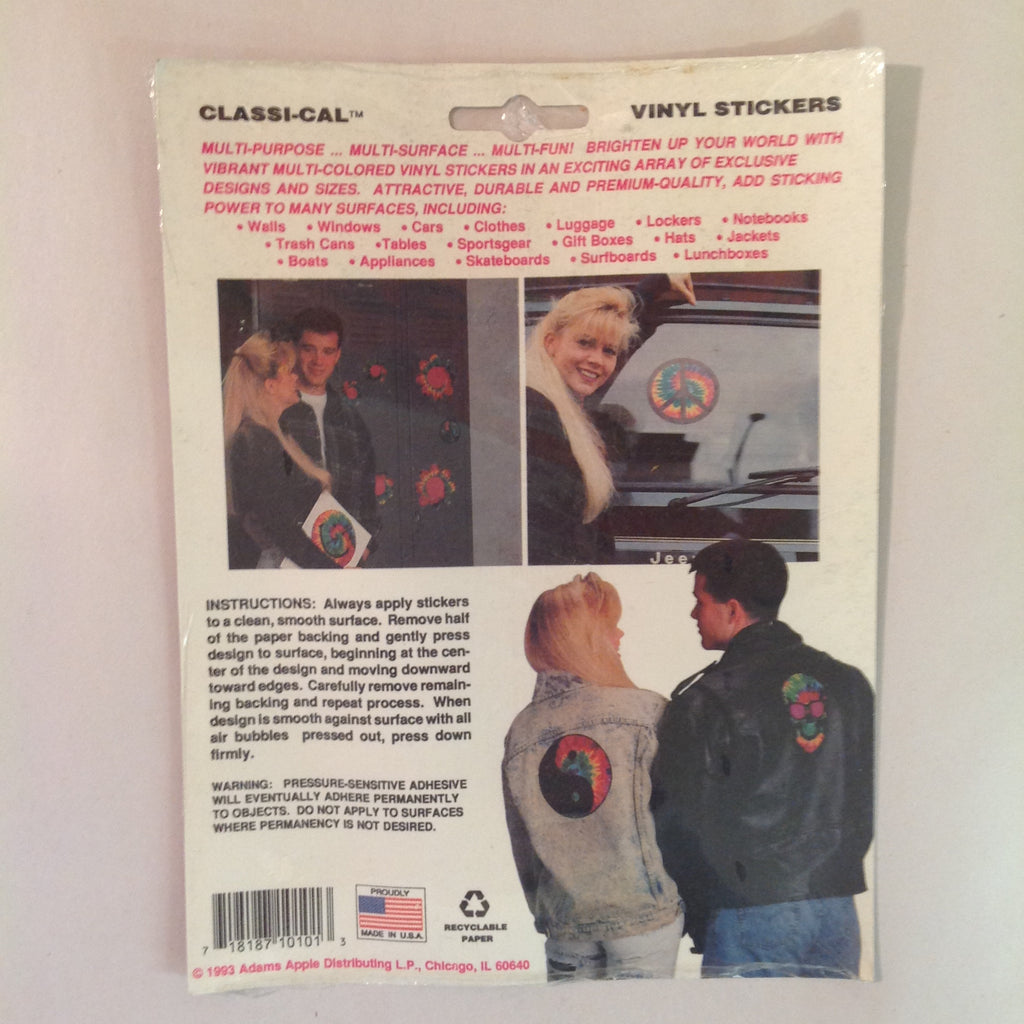 CLASSI-CAL™
VINYL STICKERS
MULTI-PURPOSE ... MULTI-SURFACE ... MULTI-FUN! BRIGHTEN UP YOUR WORLD WITH
VIBRANT MULTI-COLORED VINYL STICKERS IN AN EXCITING ARRAY OF EXCLUSIVE
DESIGNS AND SIZES. ATTRACTIVE, DURABLE AND PREMIUM-QUALITY, ADD STICKING
POWER TO MANY SURFACES, INCLUDING:
• Walls • Windows • Cars • Clothes • Luggage • Lockers • Notebooks
• Trash Cans •Tables • Sportsgear • Gift Boxes • Hats • Jackets
• Boats • Appliances • Skateboards • Surfboards • Lunchboxes
Jee
INSTRUCTIONS: Always apply stickers
to a clean, smooth surface. Remove half
of the paper backing and gently press
design to surface, beginning at the cen-
ter of the design and moving downward
toward edges. Carefully remove remain-
ing backing and repeat process. When
design is smooth against surface with all
air bubbles pressed out, press down
firmly.
WARNING: PRESSURE-SENSITIVE ADHESIVE
WILL EVENTUALLY ADHERE PERMANENTLY
TO OBJECTS. DO NOT APPLY TO SURFACES
WHERE PERMANENCY IS NOT DESIRED.
7 18187 10101 3
PROUDLY
MADE IN U.S.A.
RECYCLABLE
PAPER
© 1993 Adams Apple Distributing L.P., Chicago, IL 60640